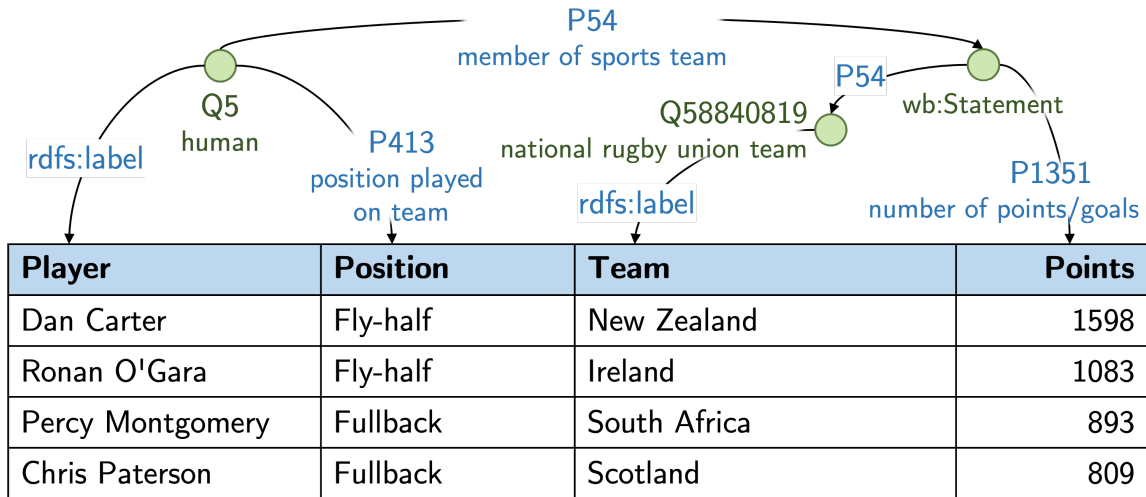 P54
member of sports team
P54
Q5
human
wb:Statement
Q58840819
national rugby union team
rdfs:label
P413
position played
on team
rdfs:label
P1351
number of points/goals
Player Position Team Points
Dan Carter Fly-half New Zealand 1598
Ronan O'Gara Fly-half Ireland 1083
Percy Montgomery Fullback South Africa 893
Chris Paterson Fullback Scotland 809